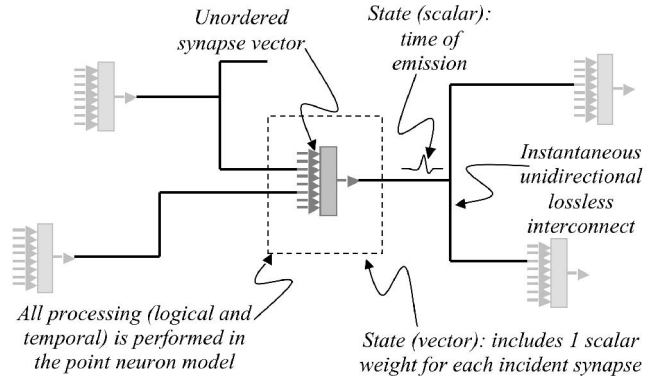 Unordered
synapse vector
State (scalar):
time of
emission
Instantaneous
unidirectional
lossless
interconnect
All processing (logical and
temporal) is performed in
the point neuron model
State (vector): includes 1 scalar
weight for each incident synapse